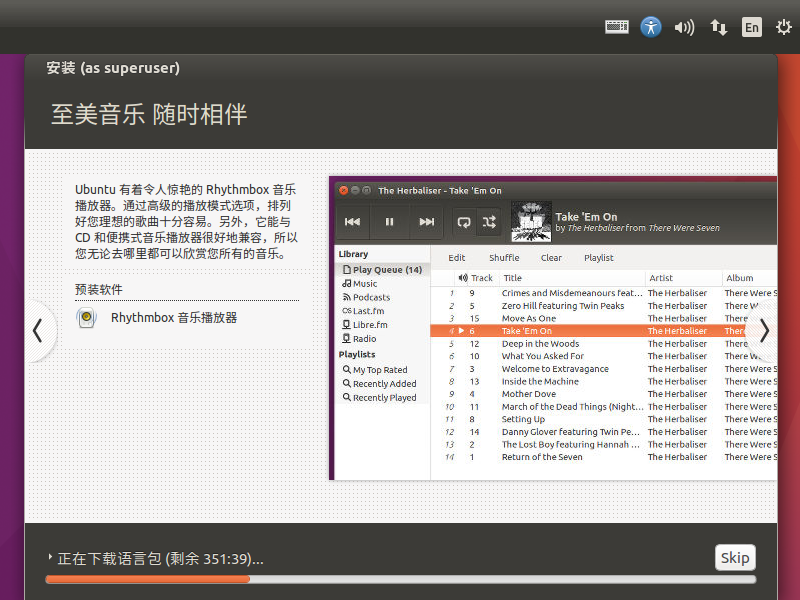 En
安装 (as superuser)
至美音乐 随时相伴
Ubuntu 有着令人惊艳的 Rhythmbox 音乐
播放器。通过高级的播放模式选项，排列
好您理想的歌曲十分容易。另外，它能与
CD 和便携式音乐播放器很好地兼容，所以
您无论去哪里都可以欣赏您所有的音乐。
预装软件
Rhythmbox 音乐播放器
The Herbaliser - Take 'Em On
Take 'Em On
by The Herbaliser from There Were Seven
Library
Play Queue (14)
Music
Podcasts
Last.fm
Libre.fm
Radio
Playlists
My Top Rated
Recently Added
Recently Played
Edit Shuffle Clear Playlist
Track Title Artist Album
1 9 Crimes and Misdemeanours feat... The Herbaliser There Were S
2 5 Zero Hill featuring Twin Peaks The Herbaliser There W
3 15 Move As One The Herbaliser There
4 6 Take 'Em On The Herbaliser There
5 12 Deep in the Woods The Herbaliser There
6 10 What You Asked For The Herbaliser There W
7 3 Welcome to Extravagance The Herbaliser There Were S
8 13 Inside the Machine The Herbaliser There Were S
9 4 Mother Dove The Herbaliser There Were S
10 11 March of the Dead Things (Night... The Herbaliser There Were S
11 8 Setting Up The Herbaliser There Were S
12 14 Danny Glover featuring Twin Pe... The Herbaliser There Were S
13 2 The Lost Boy featuring Hannah ... The Herbaliser There Were S
14 1 Return of the Seven The Herbaliser There Were S
正在下载语言包 (剩余 351:39)...
Skip